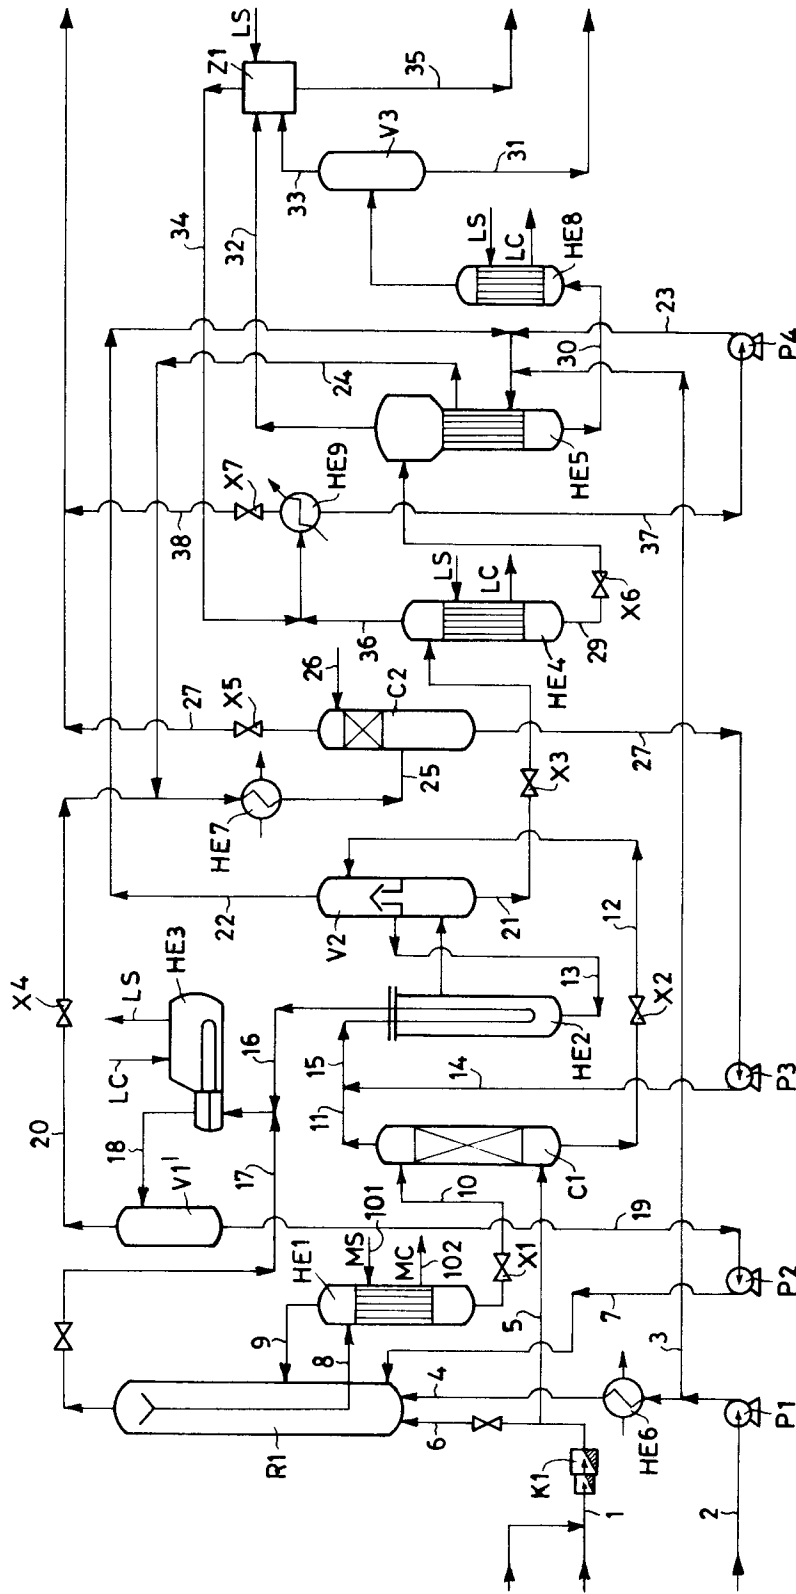 X4
20
LC
LS
HE3
18
V1'
22
34
Z1
LS
38
27
X5
X7
16
17
HE7
26
32
35
R1
9
HE1
V2
C2
HE9
33
V3
8
MS
101
15
25
24
11
36
LS
LS
MC
102
10
14
21
LC
LC
6
4
5
C1
HE2
13
HE4
HE5
HE8
31
K1
X1
X3
29
30
1
HE6
7
19
12
X6
3
X2
27
37
23
2
P1
P2
P3
P4